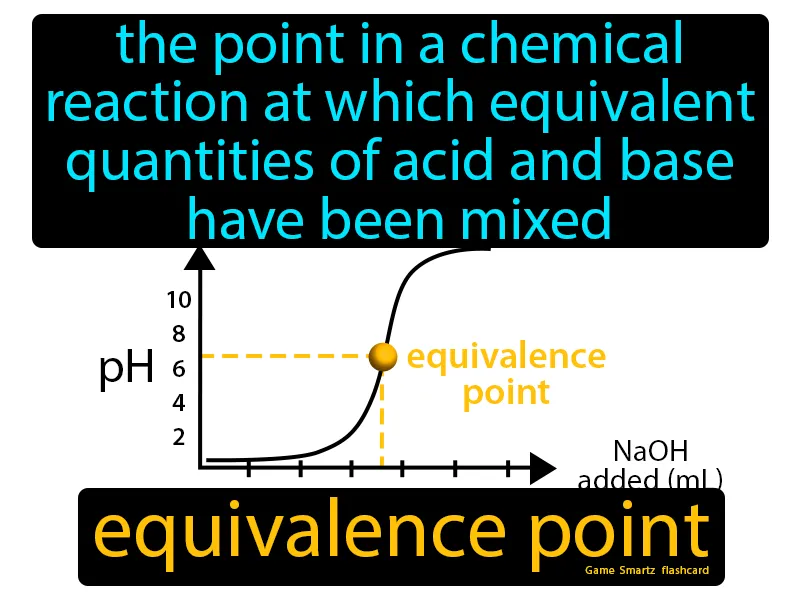 the point in a chemical
reaction at which equivalent
quantities of acid and base
have been mixed
10
8
pH
6
4
2
equivalence
point
NaOH
added (mL)
equivalence point
Game Smartz flashcard